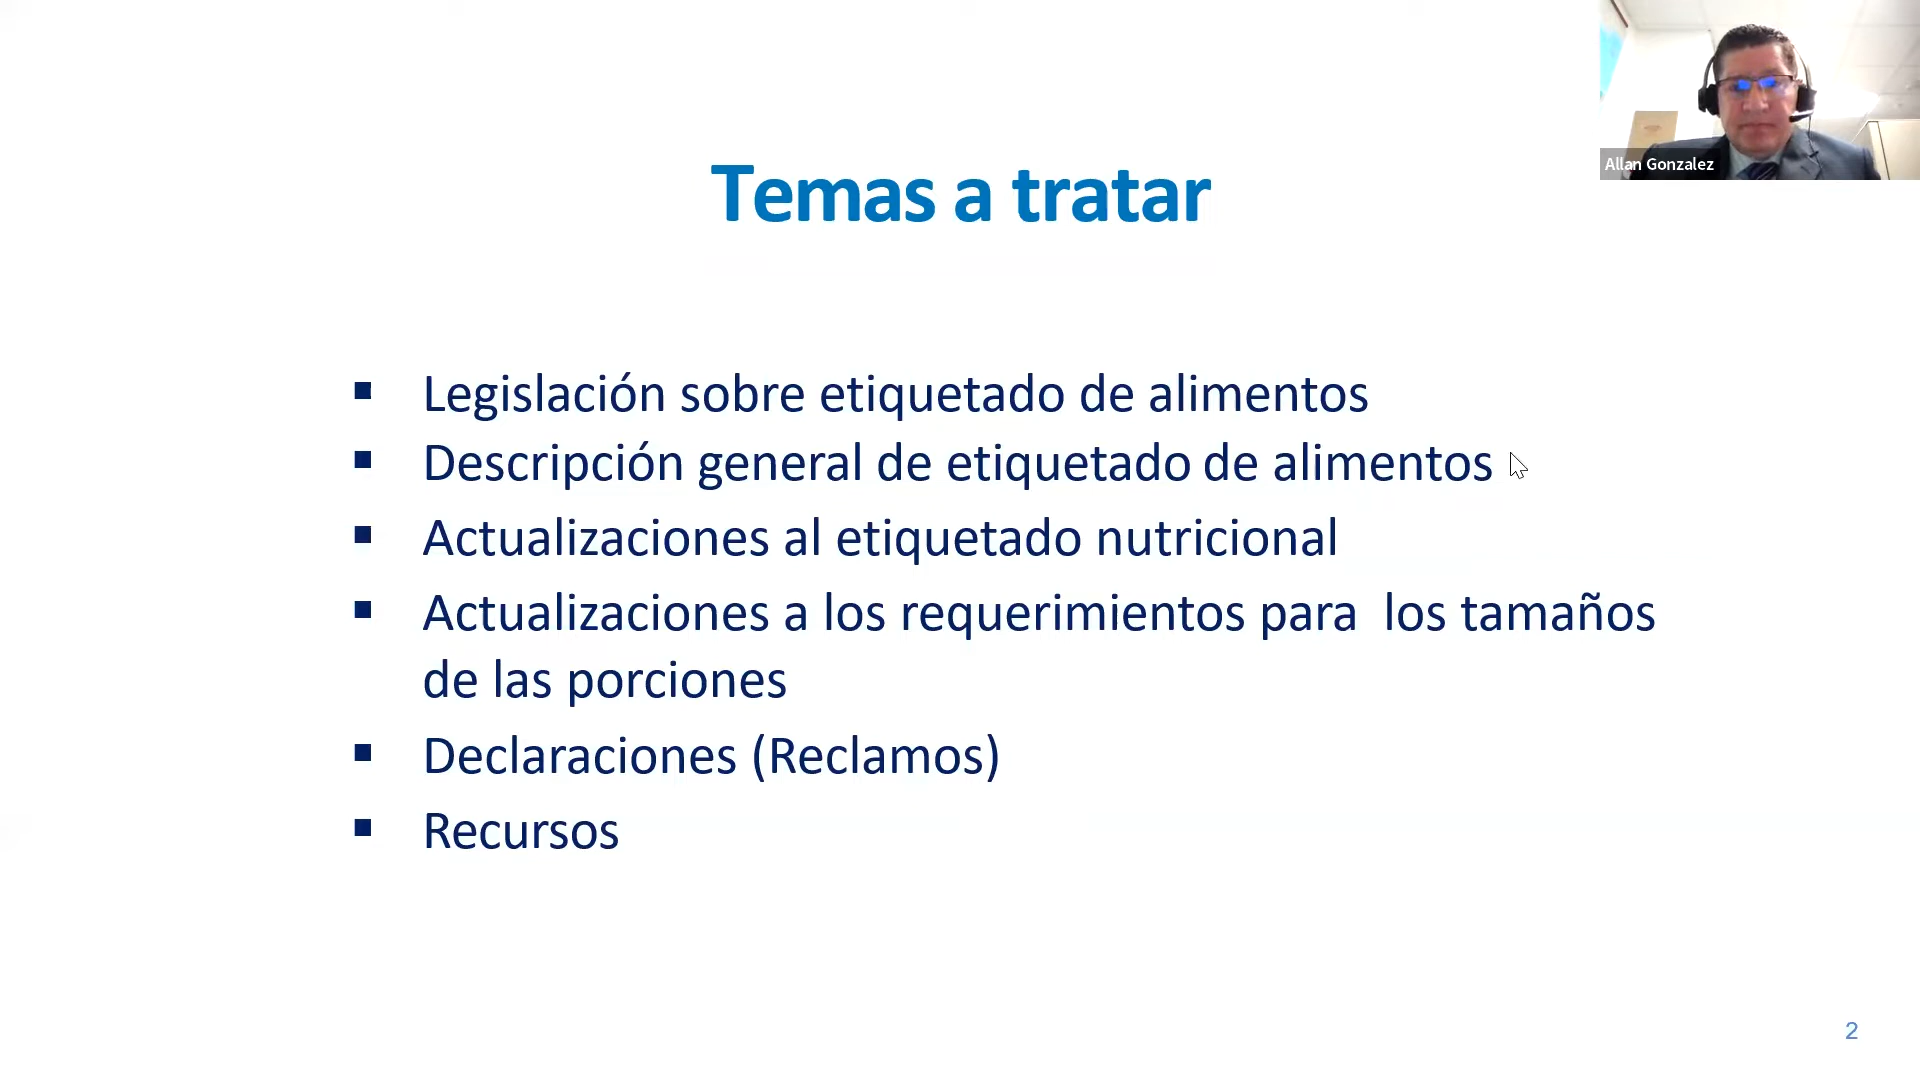 Allan Gonzalez
Temas a tratar
▪ Legislación sobre etiquetado de alimentos
▪ Descripción general de etiquetado de alimentos
▪ Actualizaciones al etiquetado nutricional
▪ Actualizaciones a los requerimientos para  los tamaños
de las porciones
▪ Declaraciones (Reclamos)
▪ Recursos
2